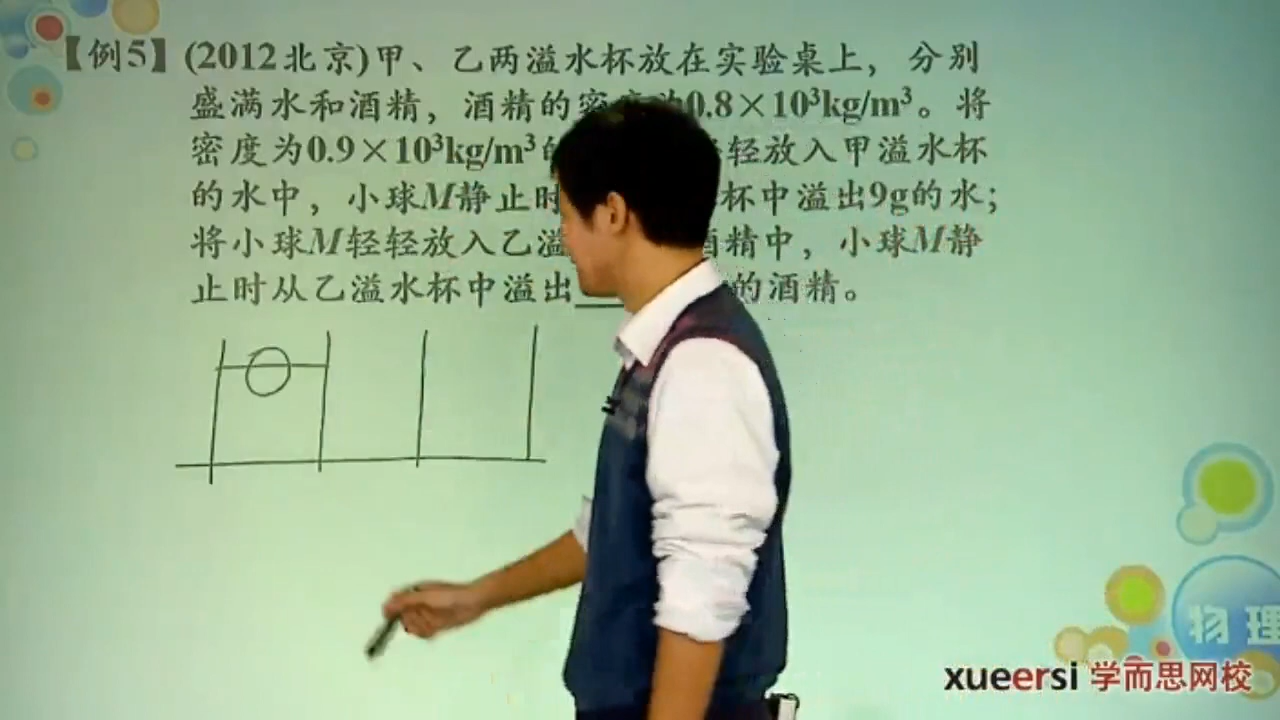 【例5】(2012北京)甲、乙两溢水杯放在实验桌上，分别
盛满水和酒精，酒精的密 0.8×10³kg/m³。将
密度为0.9×10³kg/m³ 轻放入甲溢水杯
的水中，小球M静止时 杯中溢出9g的水；
将小球M轻轻放入乙溢 酒精中，小球M静
止时从乙溢水杯中溢出 的酒精。
物理
xueersi 学而思网校